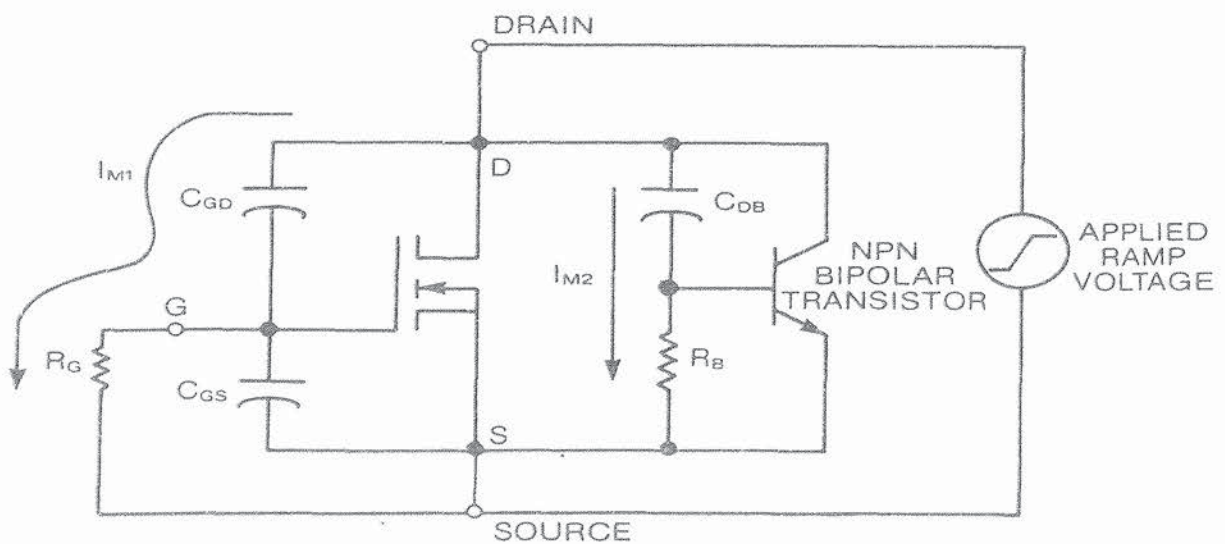 DRAIN
D
IM1
CGD
CDB
NPN
BIPOLAR
TRANSISTOR
APPLIED
RAMP
VOLTAGE
IM2
G
RG
CGS
RB
S
SOURCE